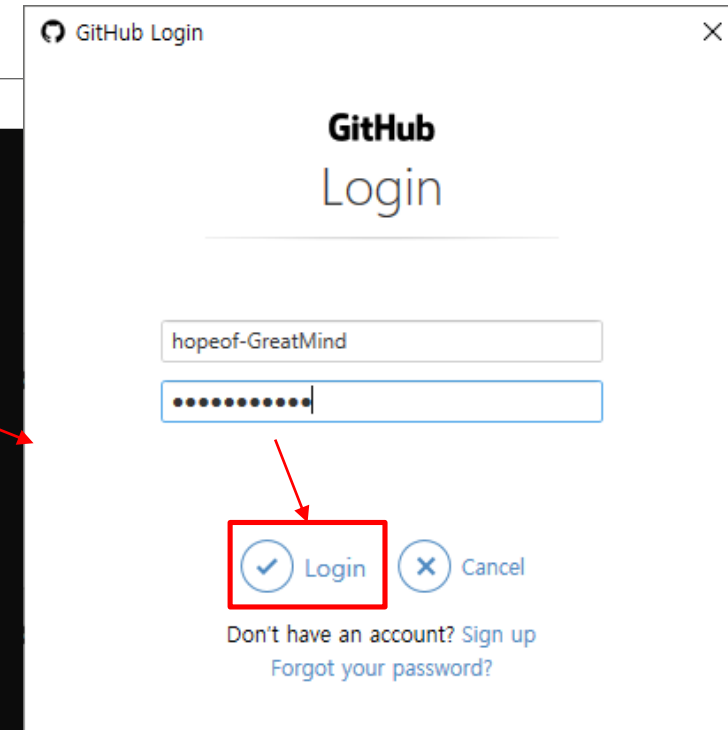 GitHub Login
GitHub
Login
hopeof-GreatMind
●●●●●●●●●●●
Login Cancel
Don't have an account? Sign up
Forgot your password?